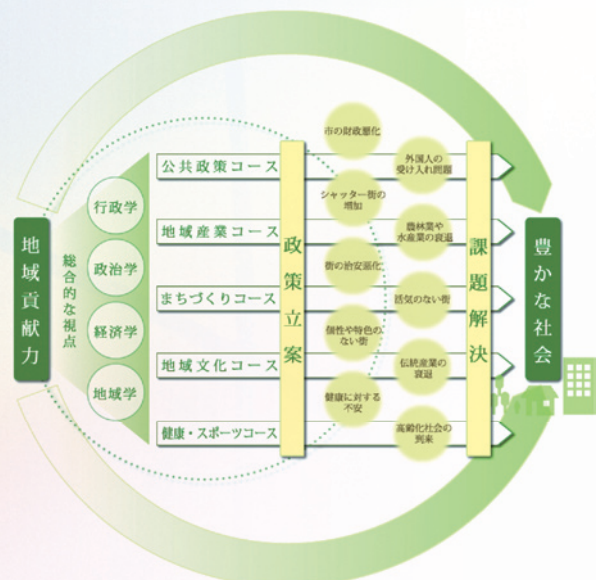 地域貢献力
総合的な視点
行政学
政治学
経済学
地域学
公共政策コース
地域産業コース
まちづくりコース
地域文化コース
健康・スポーツコース
政策立案
市の財政悪化
シャッター街の
増加
街の治安悪化
個性や特色の
ない街
健康に対する
不安
外国人の
受け入れ問題
農林業や
水産業の衰退
活気のない街
伝統産業の
衰退
高齢化社会の
到来
課題解決
豊かな社会